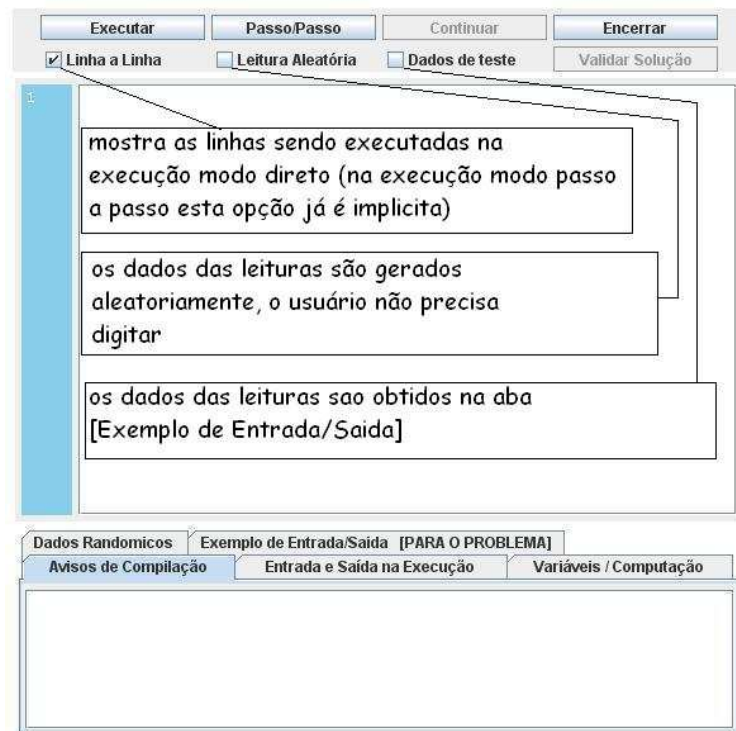 Executar Passo/Passo Continuar Encerrar
Linha a Linha Leitura Aleatória Dados de teste Validar Solução
1
mostra as linhas sendo executadas na
execução modo direto (na execução modo passo
a passo esta opção já é implicita)
os dados das leituras são gerados
aleatoriamente, o usuário não precisa
digitar
os dados das leituras sao obtidos na aba
[Exemplo de Entrada/Saida]
Dados Randomicos Exemplo de Entrada/Saida [PARA O PROBLEMA]
Avisos de Compilação Entrada e Saída na Execução Variáveis / Computação